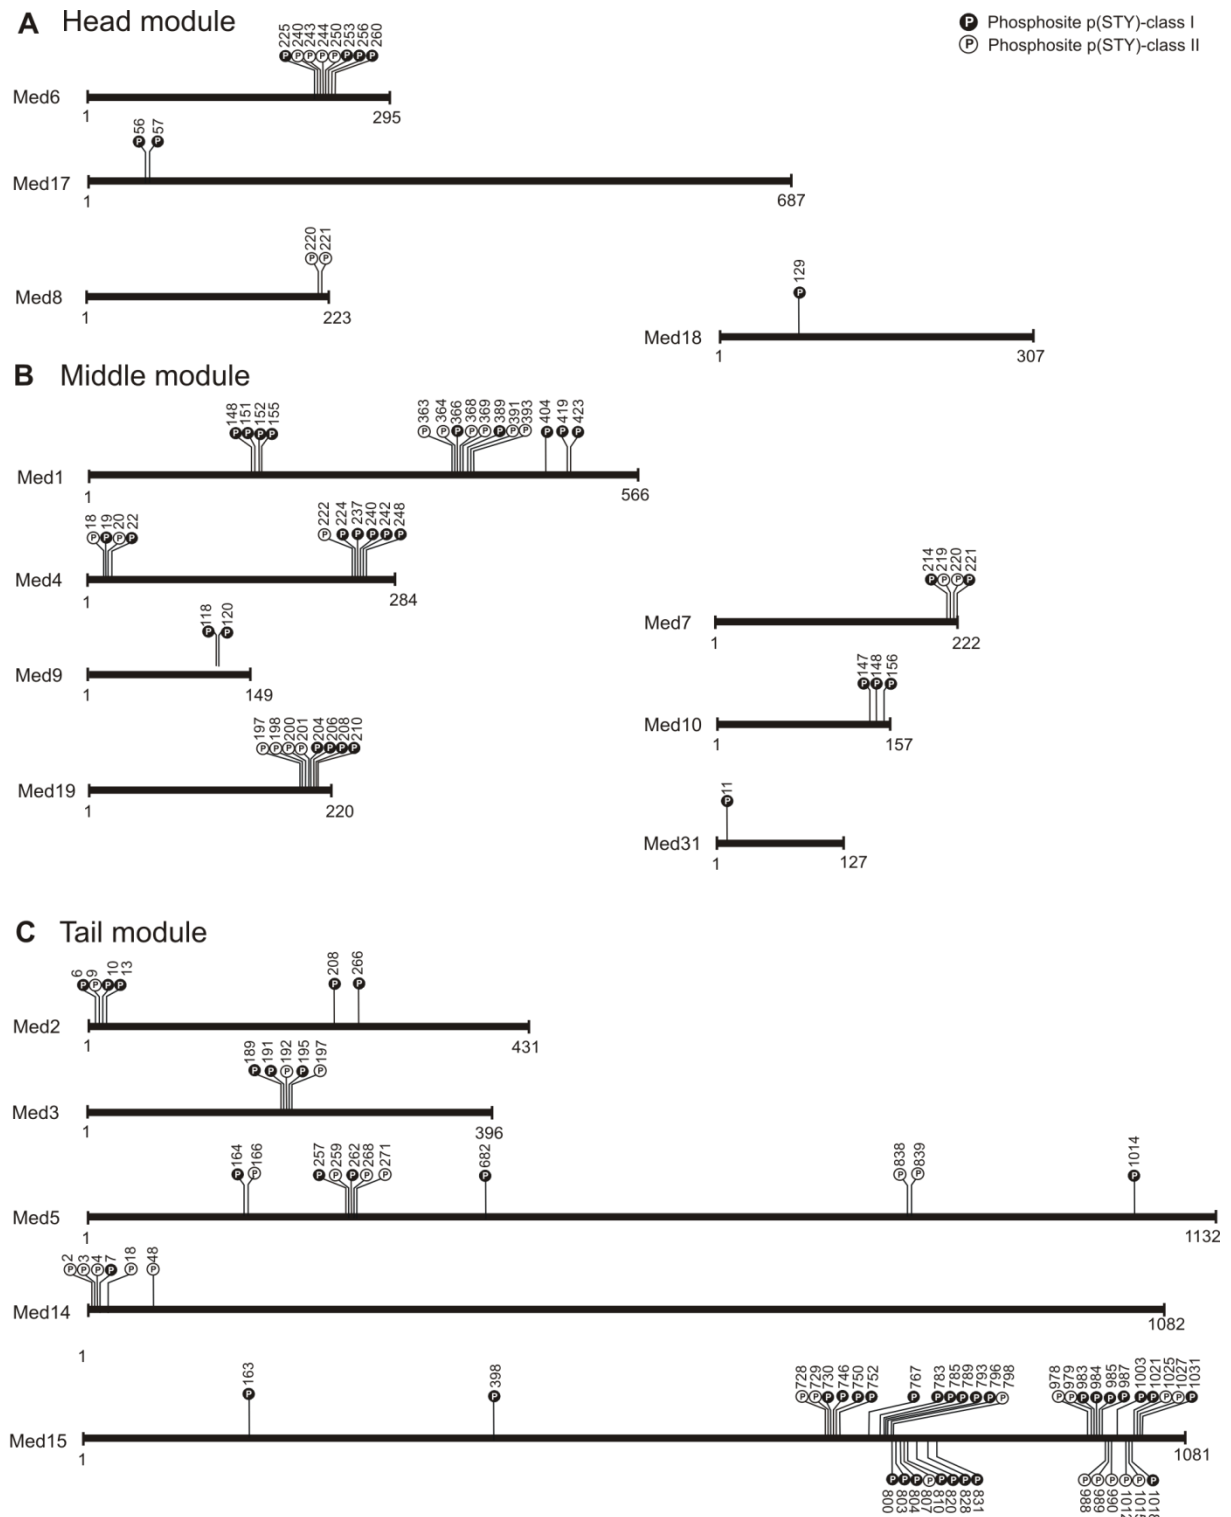 A Head module
P Phosphosite p(STY)-class I
P Phosphosite p(STY)-class II
225 240 243 244 250 253 256 260
P P P P P P P P
Med6
1 295
56 57
P P
Med17
1 687
220 221
P P
Med8
1 223
129
P
Med18
1 307
B Middle module
148 151 152 155 363 364 366 368 369 389 391 393 404 419 423
P P P P P P P P P P P P P P P
Med1
1 566
18 19 20 22 222 224 237 240 242 248
P P P P P P P P P P
Med4
1 284
214 219 220 221
P P P P
Med7
1 222
118 120
P P
Med9
1 149
147 148 156
P P P
Med10
1 157
197 198 200 201 204 206 208 210
P P P P P P P P
Med19
1 220
11
P
Med31
1 127
C Tail module
6 9 10 13 208 266
P P P P P P
Med2
1 431
189 191 192 195 197
P P P P P
Med3
1 396
164 166 257 259 262 268 271 682 838 839 1014
P P P P P P P P P P P
Med5
1 1132
2 3 4 7 18 48
P P P P P P
Med14
1 1082
163 398 728 729 730 746 750 752 767 783 785 789 793 796 798 978 979 983 984 985 987 1003 1021 1025 1027 1031
P P P P P P P P P P P P P P P P P P P P P P P P P P
Med15
1 1081
P P P P P P P P P P P P P P
800 803 804 807 810 820 828 831 988 989 990 1012 1015 1018